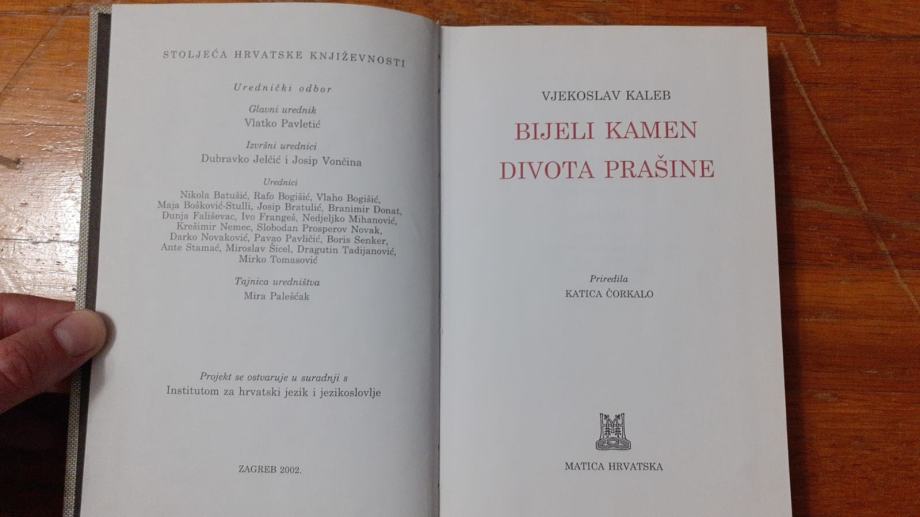 STOLJEĆA HRVATSKE KNJIŽEVNOSTI
Urednički odbor
Glavni urednik
Vlatko Pavletić
Izvršni urednici
Dubravko Jelčić i Josip Vončina
Urednici
Nikola Batušić, Rafo Bogišić, Vlaho Bogišić,
Maja Bošković-Stulli, Josip Bratulić, Branimir Donat,
Dunja Fališevac, Ivo Frangeš, Nedjeljko Mihanović,
Krešimir Nemec, Slobodan Prosperov Novak,
Darko Novaković, Pavao Pavličić, Boris Senker,
Ante Stamać, Miroslav Šicel, Dragutin Tadijanović,
Mirko Tomasović
Tajnica uredništva
Mira Palešćak
Projekt se ostvaruje u suradnji s
Institutom za hrvatski jezik i jezikoslovlje
ZAGREB 2002.
VJEKOSLAV KALEB
BIJELI KAMEN
DIVOTA PRAŠINE
Priredila
KATICA ČORKALO
MATICA HRVATSKA